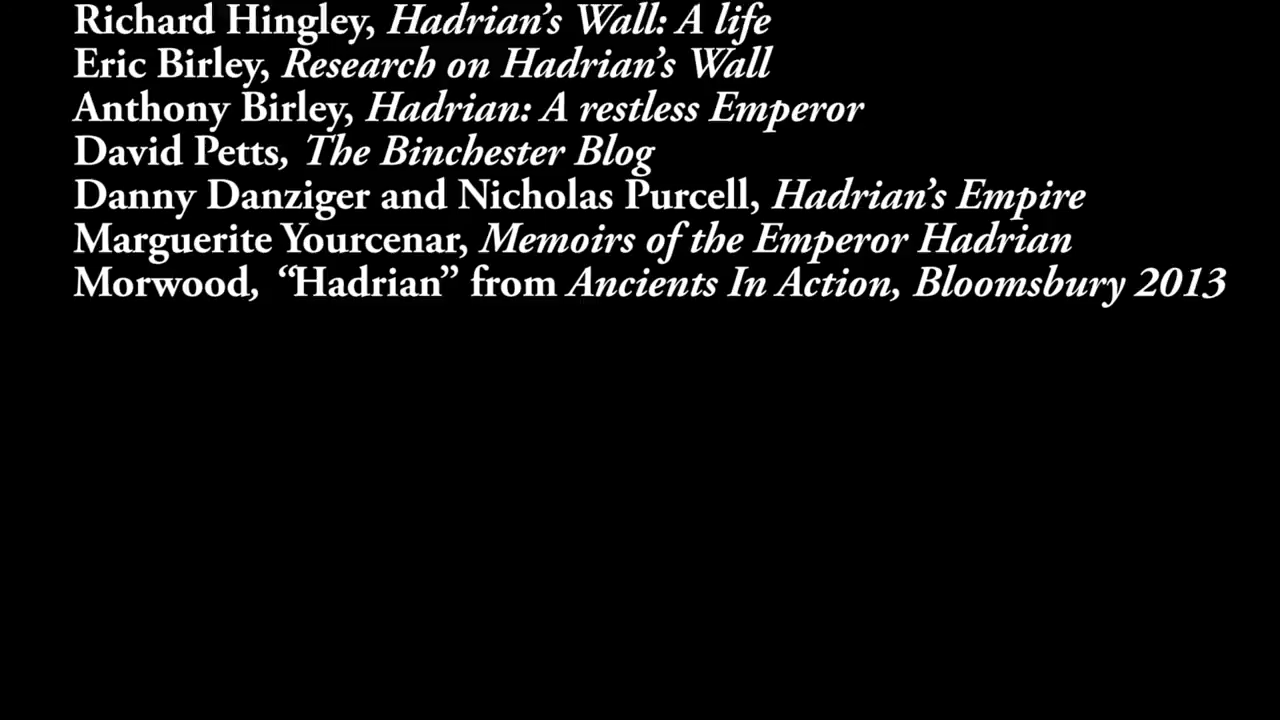 Richard Hingley, Hadrian’s Wall: A life
Eric Birley, Research on Hadrian’s Wall
Anthony Birley, Hadrian: A restless Emperor
David Petts, The Binchester Blog
Danny Danziger and Nicholas Purcell, Hadrian’s Empire
Marguerite Yourcenar, Memoirs of the Emperor Hadrian
Morwood, “Hadrian” from Ancients In Action, Bloomsbury 2013